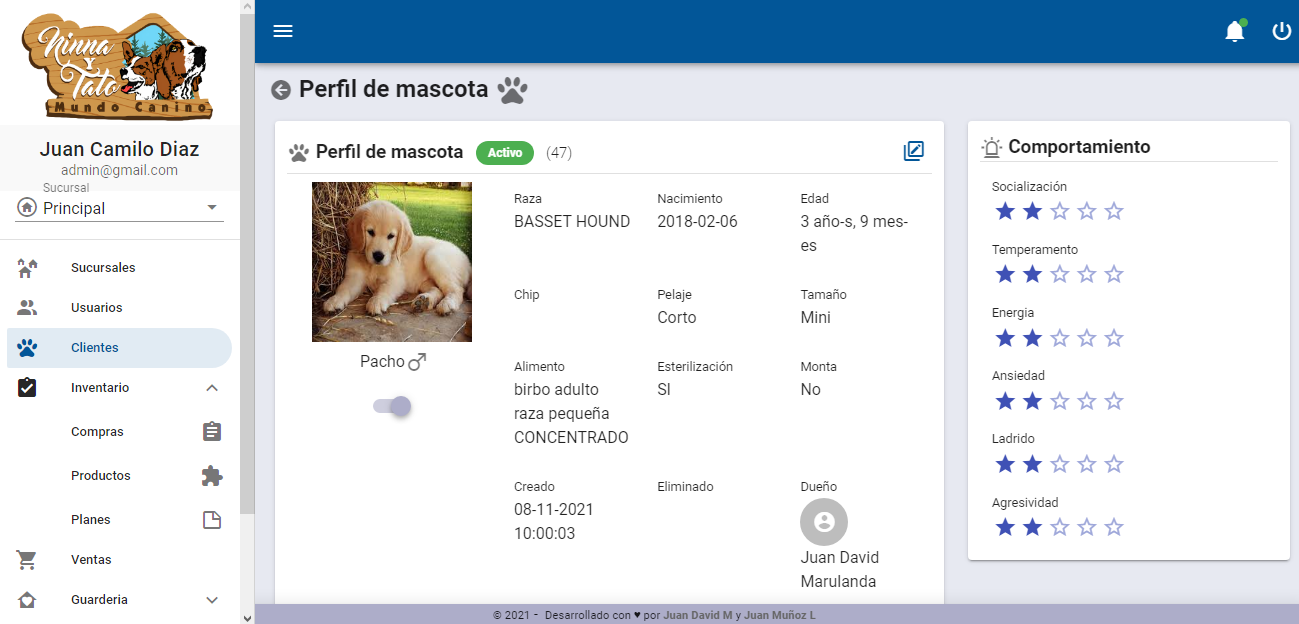 Ninna
y
Tato
Mundo Canino
Juan Camilo Diaz
admin@gmail.com
Sucursal
Principal
Sucursales
Usuarios
Clientes
Inventario
Compras
Productos
Planes
Ventas
Guarderia
Perfil de mascota
Perfil de mascota Activo (47)
Pacho
Raza
BASSET HOUND
Nacimiento
2018-02-06
Edad
3 año-s, 9 mes-
es
Chip
Pelaje
Corto
Tamaño
Mini
Alimento
birbo adulto
raza pequeña
CONCENTRADO
Esterilización
SI
Monta
No
Creado
08-11-2021
10:00:03
Eliminado
Dueño
Juan David
Marulanda
Comportamiento
Socialización
Temperamento
Energia
Ansiedad
Ladrido
Agresividad
© 2021 - Desarrollado con ♥ por Juan David M y Juan Muñoz L